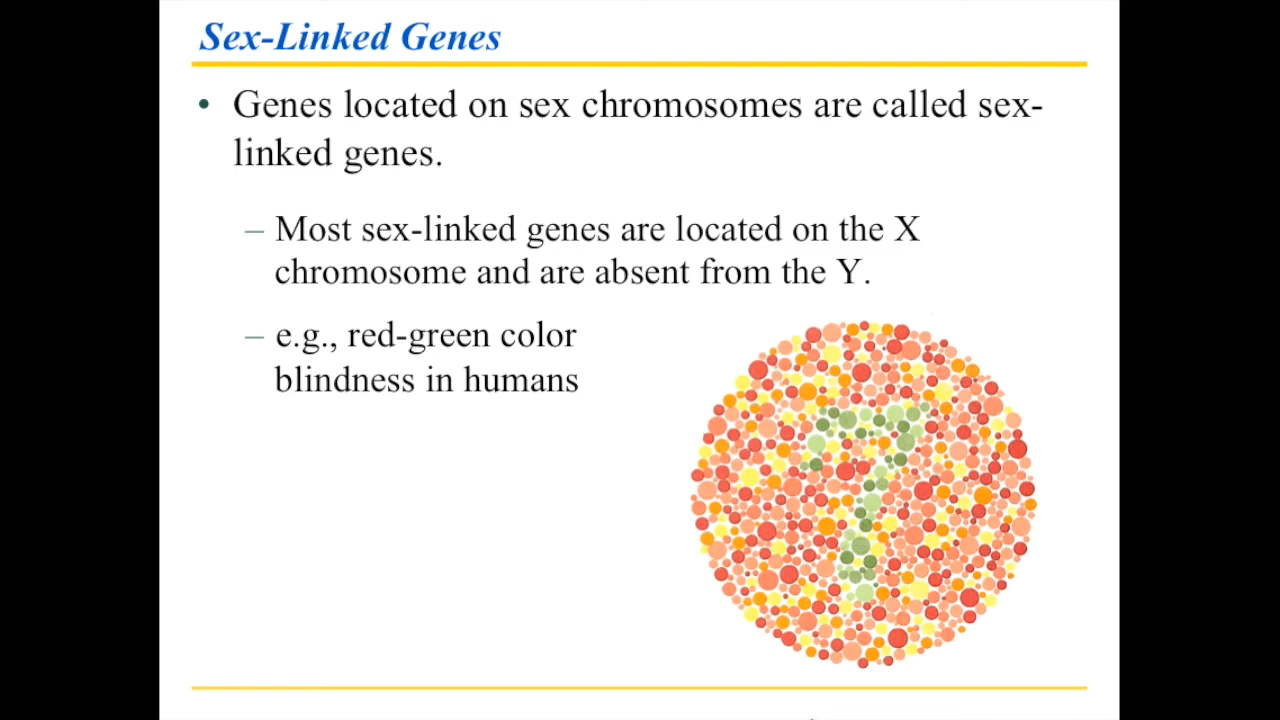 Sex-Linked Genes
• Genes located on sex chromosomes are called sex-
linked genes.
– Most sex-linked genes are located on the X
chromosome and are absent from the Y.
– e.g., red-green color
blindness in humans
7